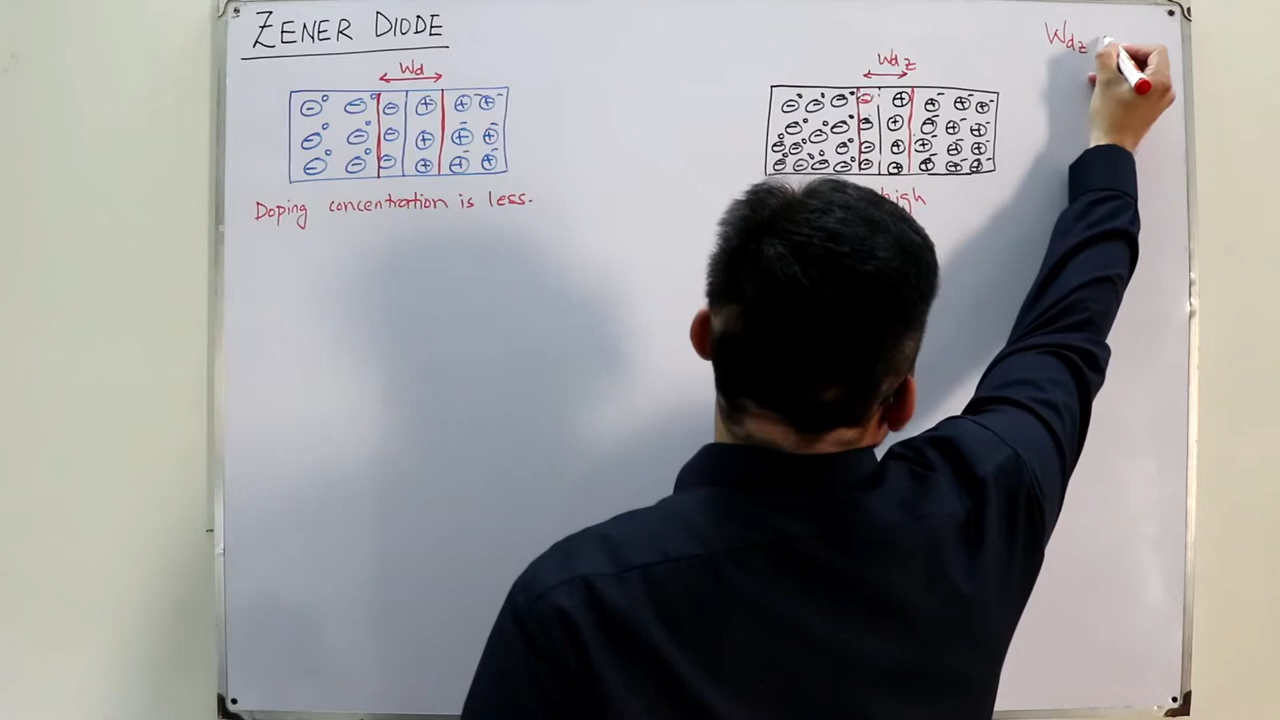 ZENER DIODE
Wd
Wdz
Wdz
Doping concentration is less.
high